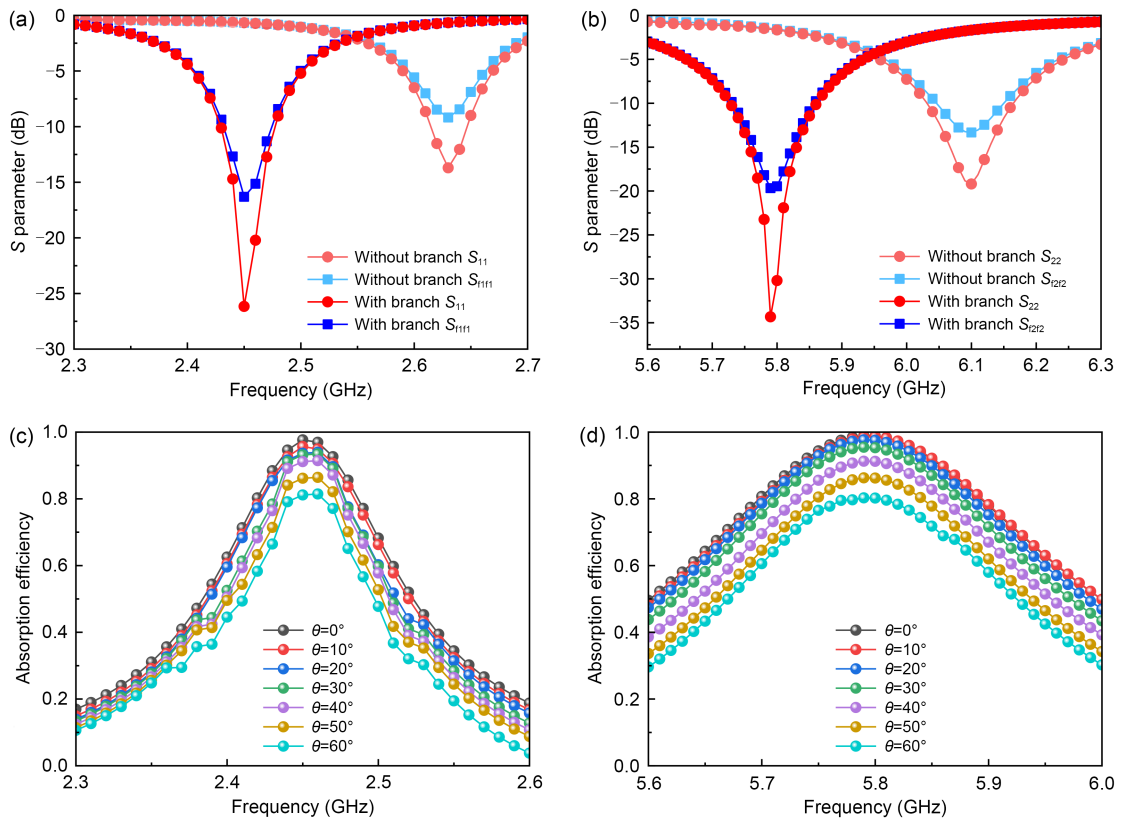 (a)
0
−5
−10
−15
−20
−25
−30
S parameter (dB)
Without branch S11
Without branch Sf1f1
With branch S11
With branch Sf1f1
2.3 2.4 2.5 2.6 2.7
Frequency (GHz)
(b)
0
−5
−10
−15
−20
−25
−30
−35
S parameter (dB)
Without branch S22
Without branch Sf2f2
With branch S22
With branch Sf2f2
5.6 5.7 5.8 5.9 6.0 6.1 6.2 6.3
Frequency (GHz)
(c)
1.0
0.8
0.6
0.4
0.2
0.0
Absorption efficiency
θ=0°
θ=10°
θ=20°
θ=30°
θ=40°
θ=50°
θ=60°
2.3 2.4 2.5 2.6
Frequency (GHz)
(d)
1.0
0.8
0.6
0.4
0.2
0.0
Absorption efficiency
θ=0°
θ=10°
θ=20°
θ=30°
θ=40°
θ=50°
θ=60°
5.6 5.7 5.8 5.9 6.0
Frequency (GHz)